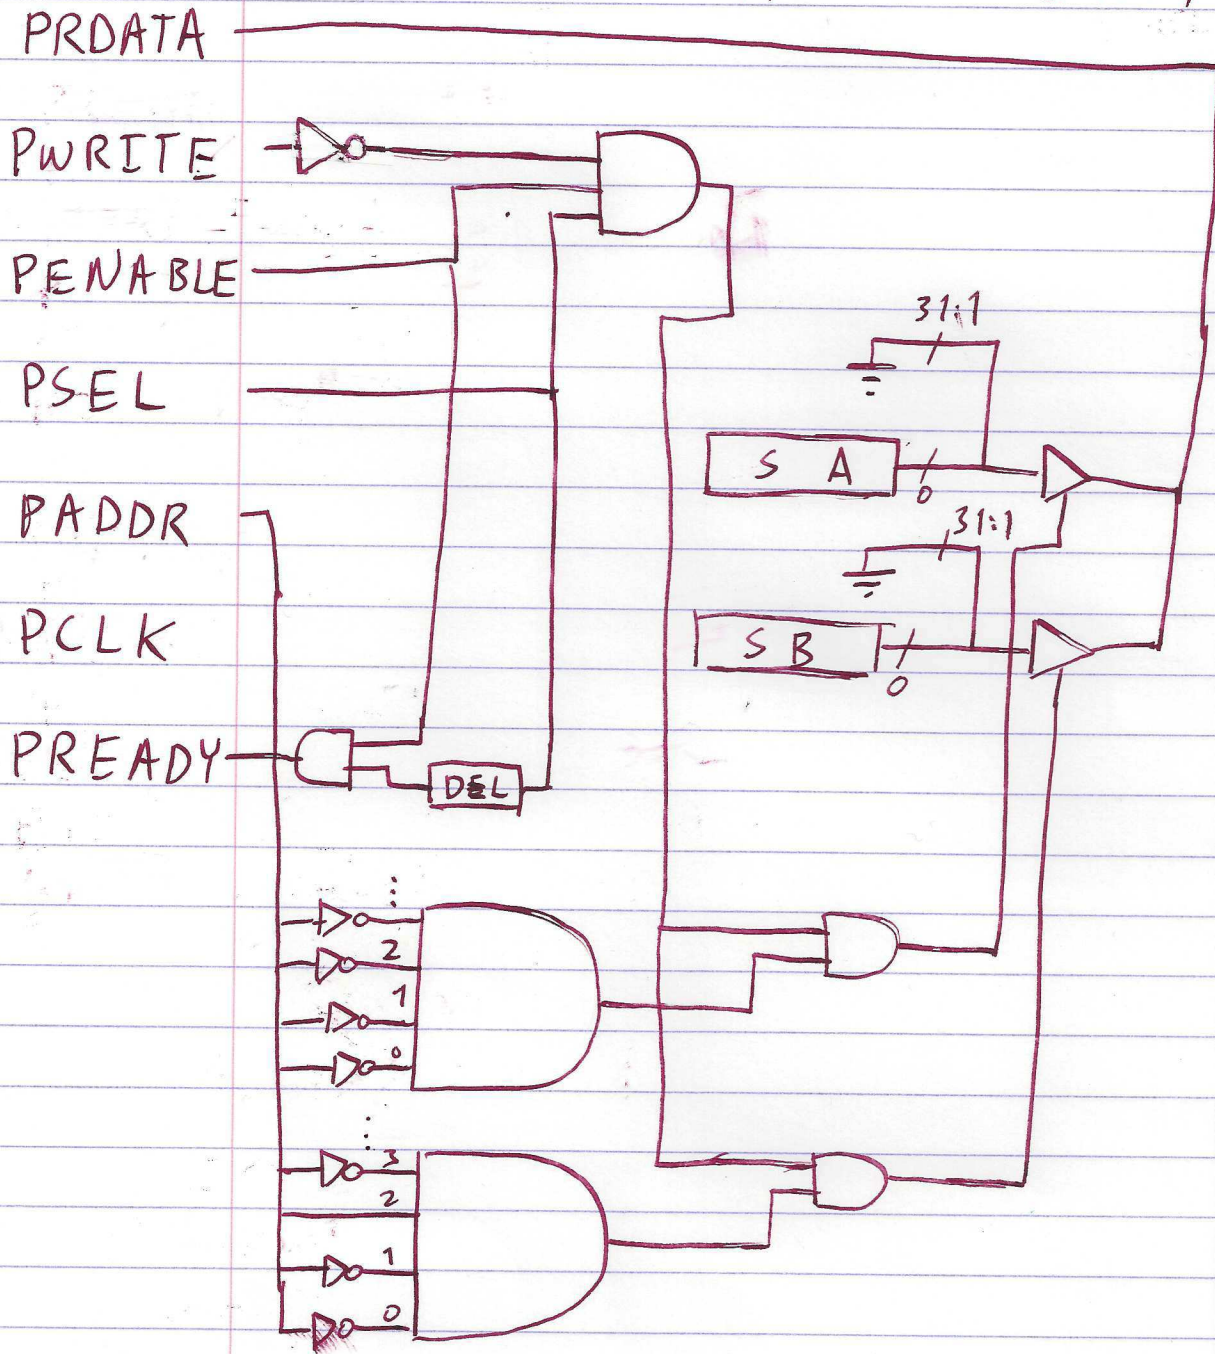 PRDATA
PWRITE
PENABLE
31:1
PSEL
S A
0
PADDR
31:1
PCLK
S B
0
PREADY
DEL
2
1
0
3
2
1
0